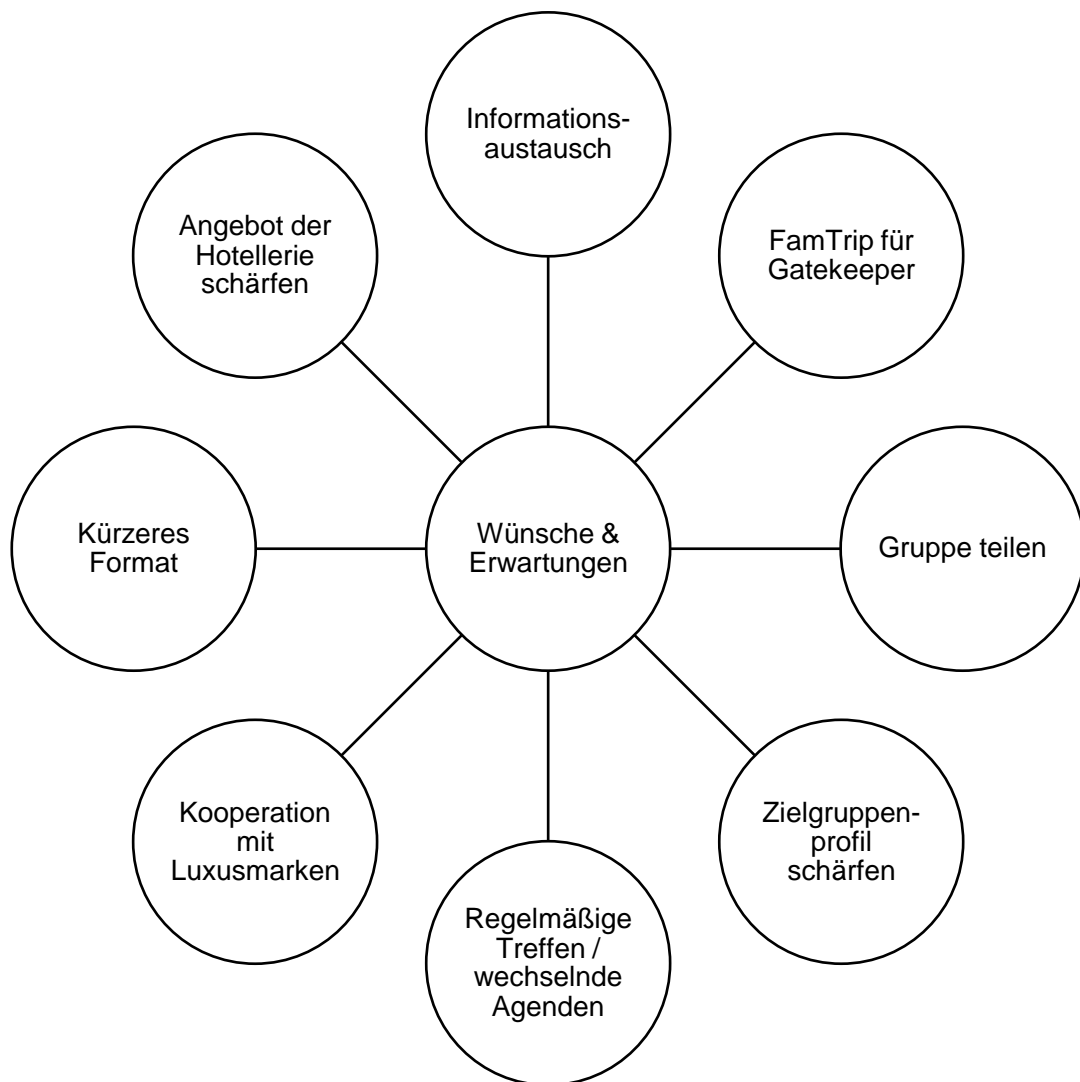 Informations-
austausch
Angebot der
Hotellerie
schärfen
FamTrip für
Gatekeeper
Kürzeres
Format
Wünsche &
Erwartungen
Gruppe teilen
Kooperation
mit
Luxusmarken
Zielgruppen-
profil
schärfen
Regelmäßige
Treffen /
wechselnde
Agenden